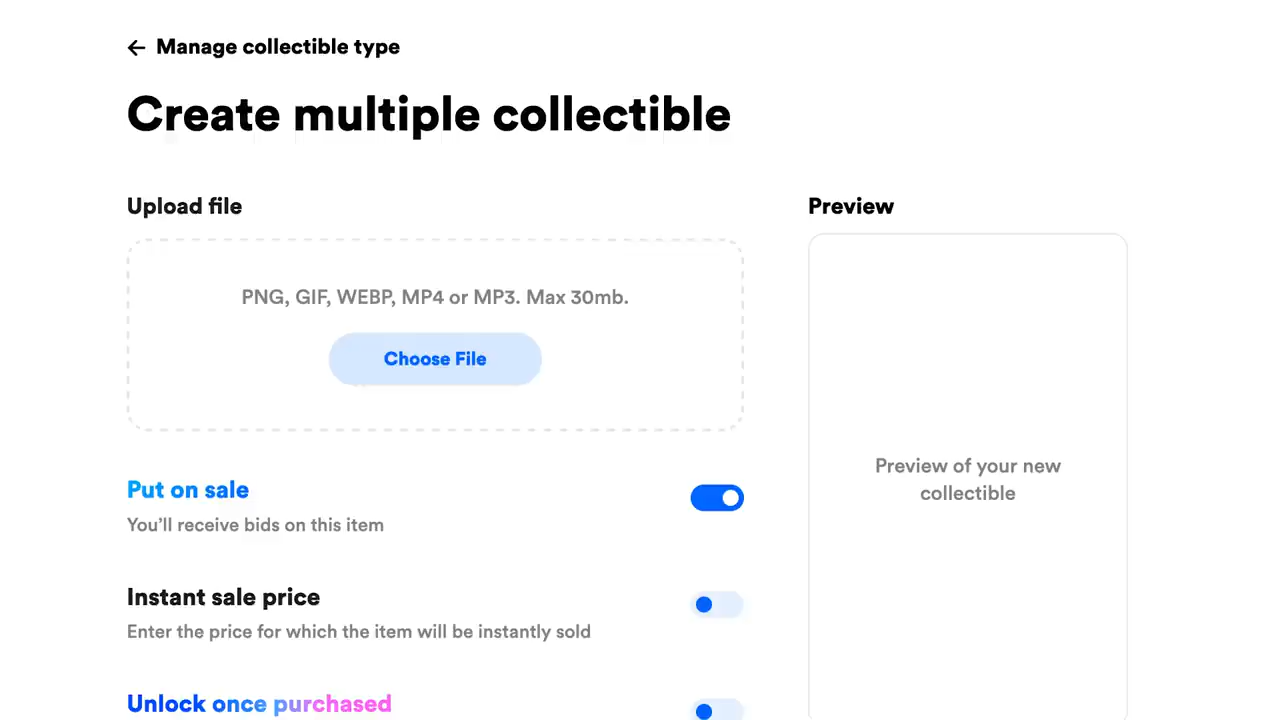 Manage collectible type
Create multiple collectible
Upload file
PNG, GIF, WEBP, MP4 or MP3. Max 30mb.
Choose File
Put on sale
You'll receive bids on this item
Instant sale price
Enter the price for which the item will be instantly sold
Unlock once purchased
Preview
Preview of your new
collectible